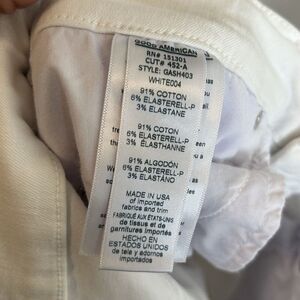 GOOD AMERICAN
RN# 151301
CUT# 452-A
STYLE: GASH403
WHITE004
91% COTTON
6% ELASTERELL-P
3% ELASTANE
91% COTON
6% ELASTERELL-P
3% ÉLASTHANNE
91% ALGODÓN
6% ELASTERELL-P
3% ELASTANO
MADE IN USA
of imported
fabrics and trim
FABRIQUÉ AUX ÉTATS-UNIS
de tissus et de
garnitures importés
HECHO EN
ESTADOS UNIDOS
de tela y adornos
importados